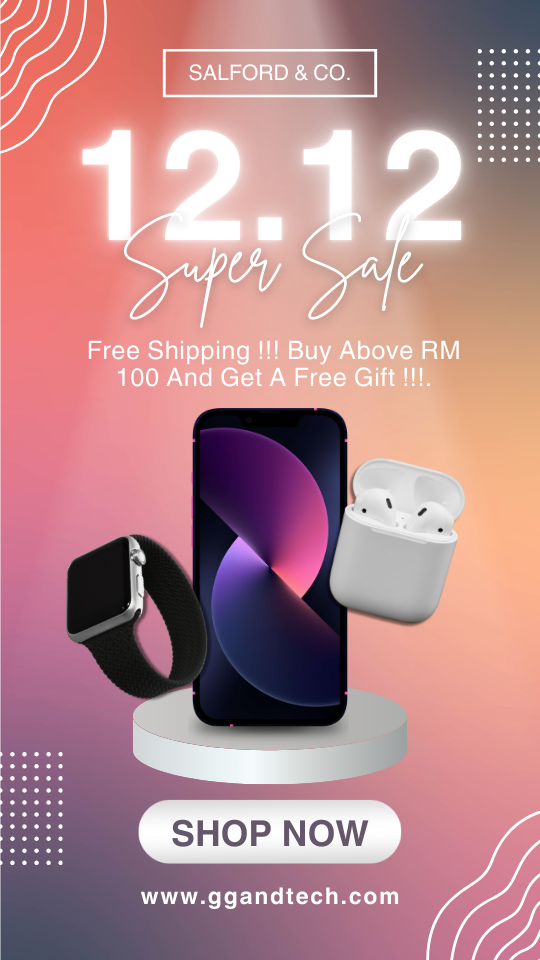 SALFORD & CO.
12.12
Super Sale
Free Shipping !!! Buy Above RM
100 And Get A Free Gift !!!.
SHOP NOW
www.ggandtech.com